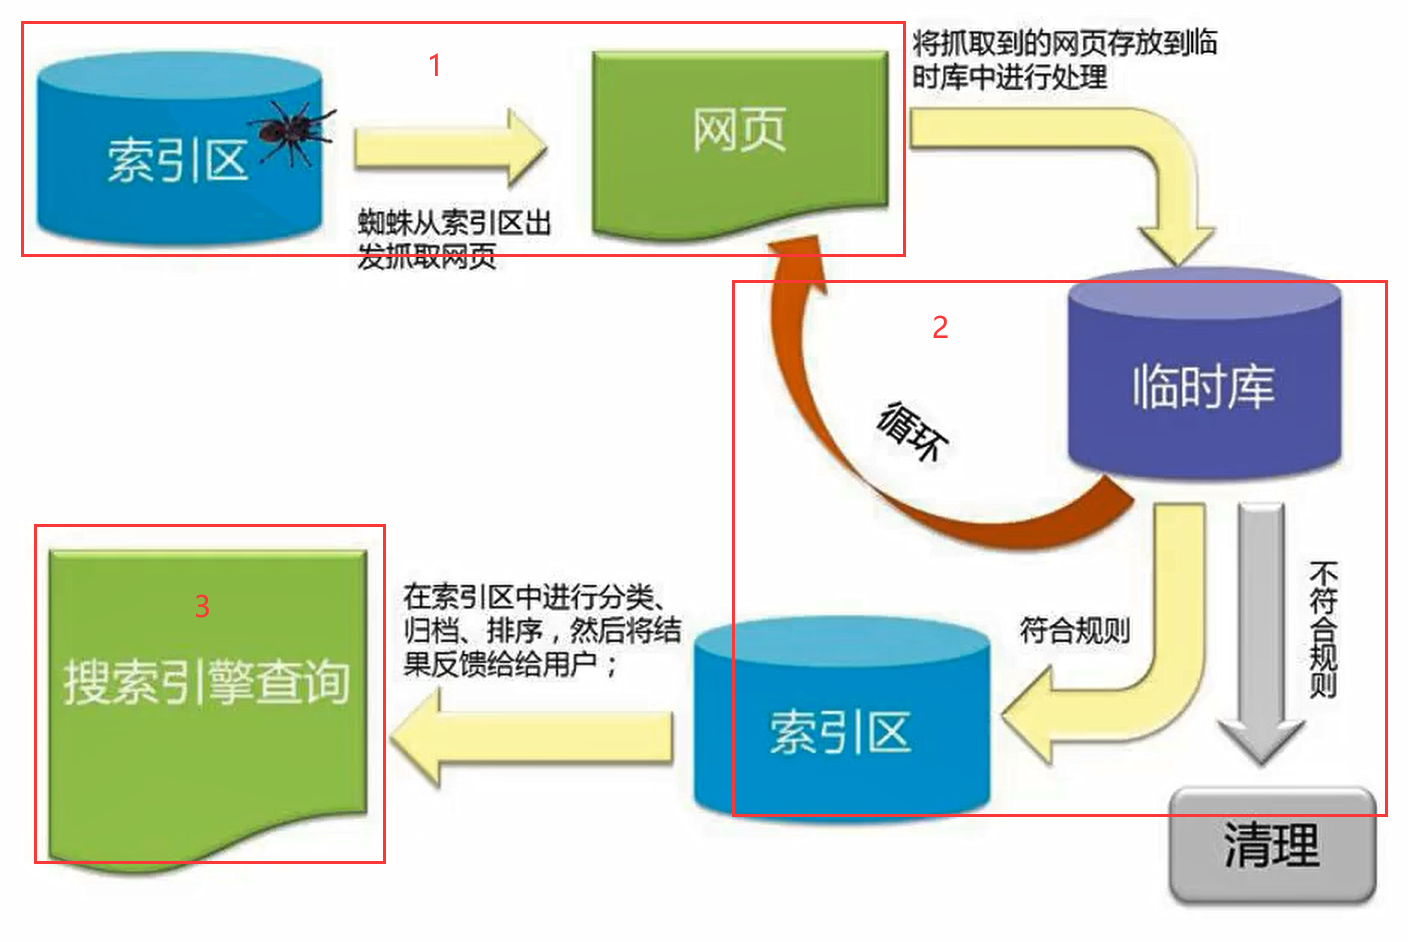 1
索引区
蜘蛛从索引区出
发抓取网页
网页
将抓取到的网页存放到临
时库中进行处理
2
临时库
循环
符合规则
不符合规则
清理
索引区
在索引区中进行分类、
归档、排序，然后将结
果反馈给给用户；
3
搜索引擎查询